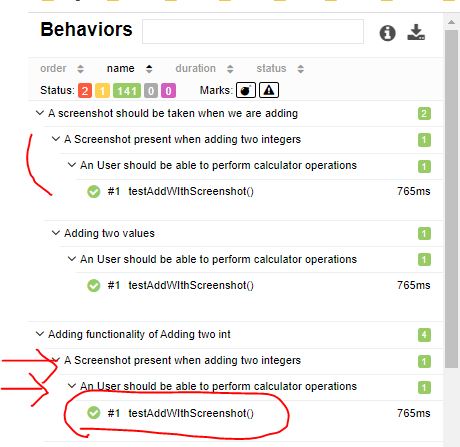 Behaviors
order name duration status
Status: 2 1 141 0 0 Marks:
A screenshot should be taken when we are adding 2
A Screenshot present when adding two integers 1
An User should be able to perform calculator operations 1
#1 testAddWIthScreenshot() 765ms
Adding two values 1
An User should be able to perform calculator operations 1
#1 testAddWIthScreenshot() 765ms
Adding functionality of Adding two int 4
A Screenshot present when adding two integers 1
An User should be able to perform calculator operations 1
#1 testAddWIthScreenshot() 765ms